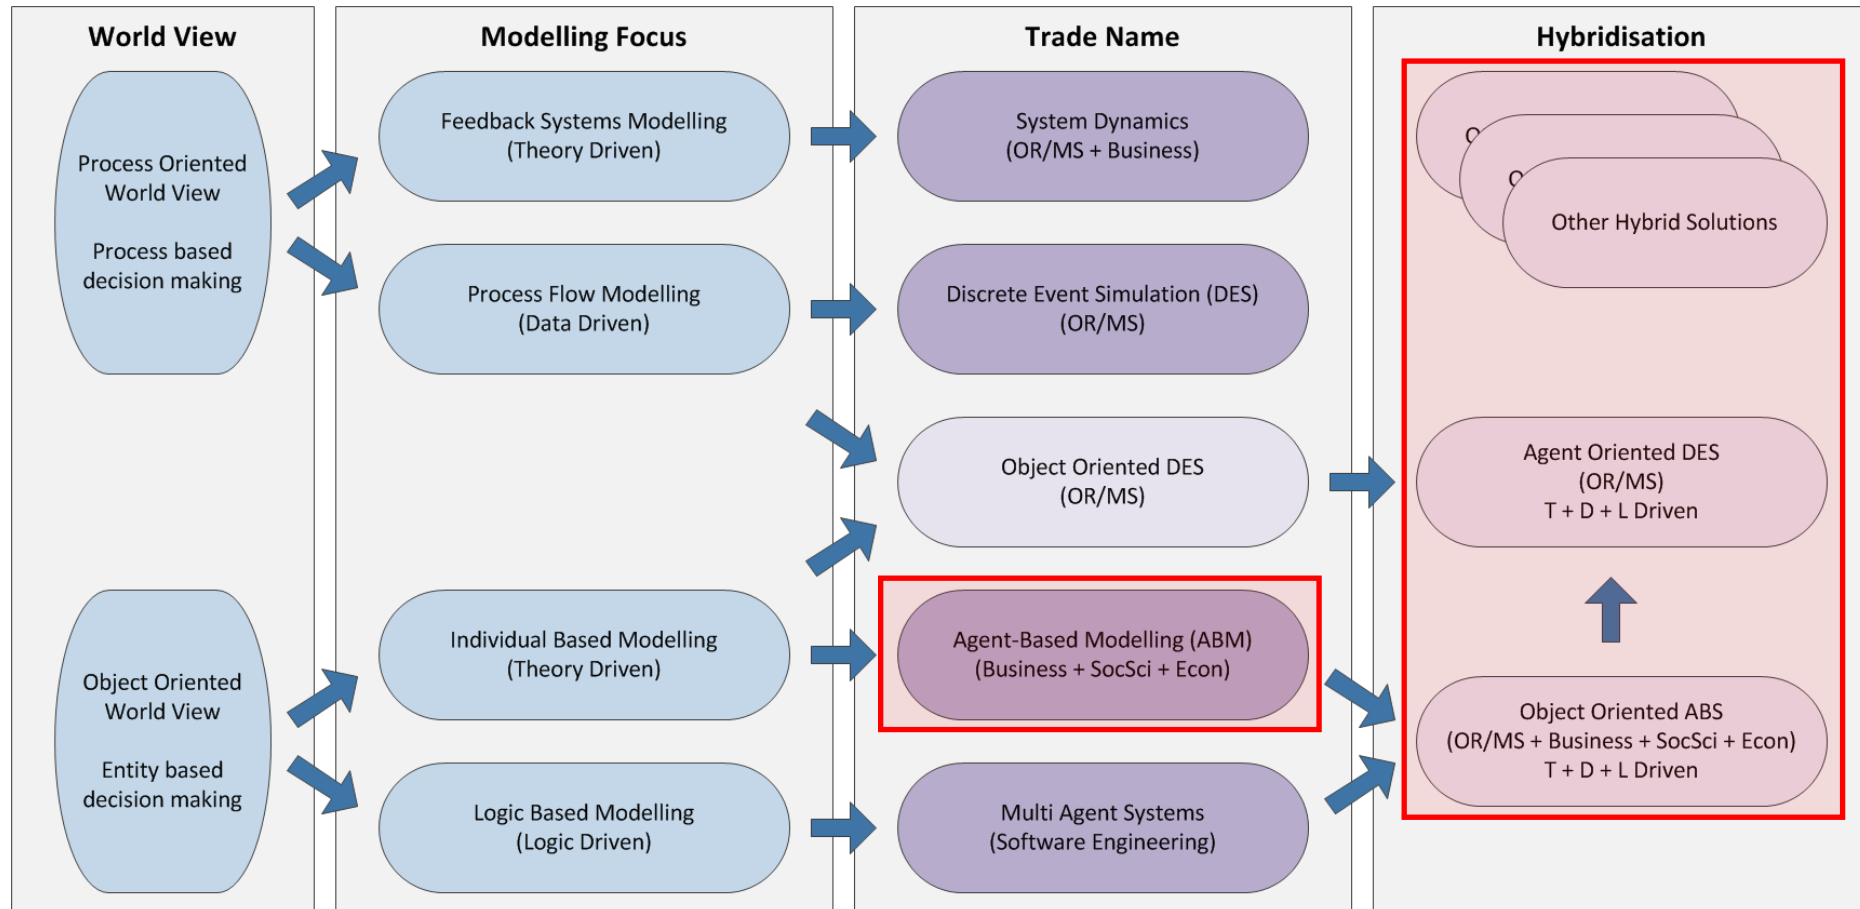 World View
Modelling Focus
Trade Name
Hybridisation
Process Oriented
World View
Process based
decision making
Object Oriented
World View
Entity based
decision making
Feedback Systems Modelling
(Theory Driven)
Process Flow Modelling
(Data Driven)
Individual Based Modelling
(Theory Driven)
Logic Based Modelling
(Logic Driven)
System Dynamics
(OR/MS + Business)
Discrete Event Simulation (DES)
(OR/MS)
Object Oriented DES
(OR/MS)
Agent-Based Modelling (ABM)
(Business + SocSci + Econ)
Multi Agent Systems
(Software Engineering)
Other Hybrid Solutions
Agent Oriented DES
(OR/MS)
T + D + L Driven
Object Oriented ABS
(OR/MS + Business + SocSci + Econ)
T + D + L Driven